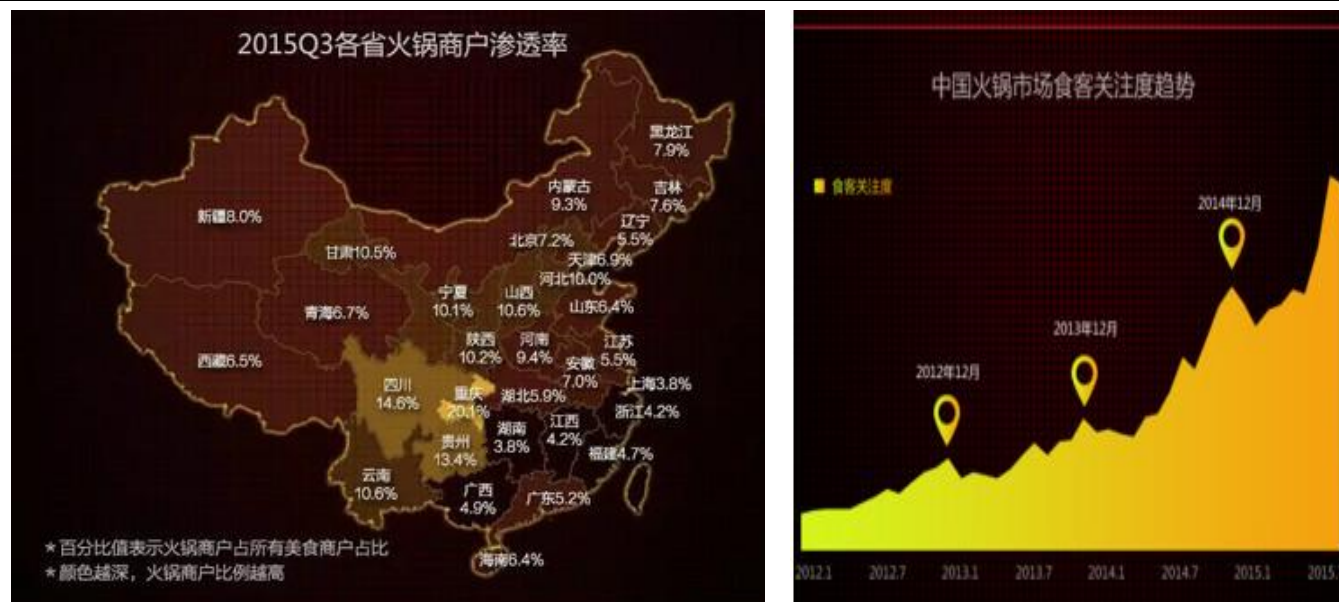 2015Q3各省火锅商户渗透率
黑龙江
7.9%
内蒙古
9.3%
吉林
7.6%
辽宁
5.5%
新疆8.0%
北京7.2%
甘肃10.5%
天津6.9%
河北10.0%
宁夏
10.1%
山西
10.6%
山东6.4%
青海6.7%
陕西
10.2%
河南
9.4%
江苏
5.5%
西藏6.5%
安徽
7.0%
四川
14.6%
重庆
20.1%
湖北5.9%
上海3.8%
浙江4.2%
湖南
3.8%
江西
4.2%
贵州
13.4%
福建4.7%
云南
10.6%
广西
4.9%
广东5.2%
海南6.4%
*百分比值表示火锅商户占所有美食商户占比
*颜色越深，火锅商户比例越高
中国火锅市场食客关注度趋势
食客关注度
2014年12月
2013年12月
2012年12月
2012.1 2012.7 2013.1 2013.7 2014.1 2014.7 2015.1 2015.